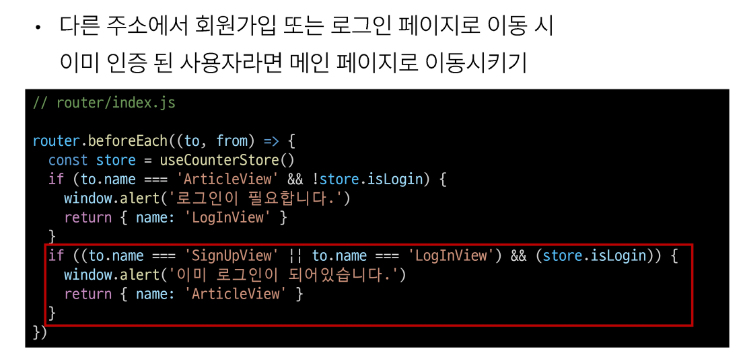 • 다른 주소에서 회원가입 또는 로그인 페이지로 이동 시
이미 인증 된 사용자라면 메인 페이지로 이동시키기
// router/index.js
router.beforeEach((to, from) => {
  const store = useCounterStore()
  if (to.name === 'ArticleView' && !store.isLogin) {
    window.alert('로그인이 필요합니다.')
    return { name: 'LogInView' }
  }
  if ((to.name === 'SignUpView' || to.name === 'LogInView') && (store.isLogin)) {
    window.alert('이미 로그인이 되어있습니다.')
    return { name: 'ArticleView' }
  }
})